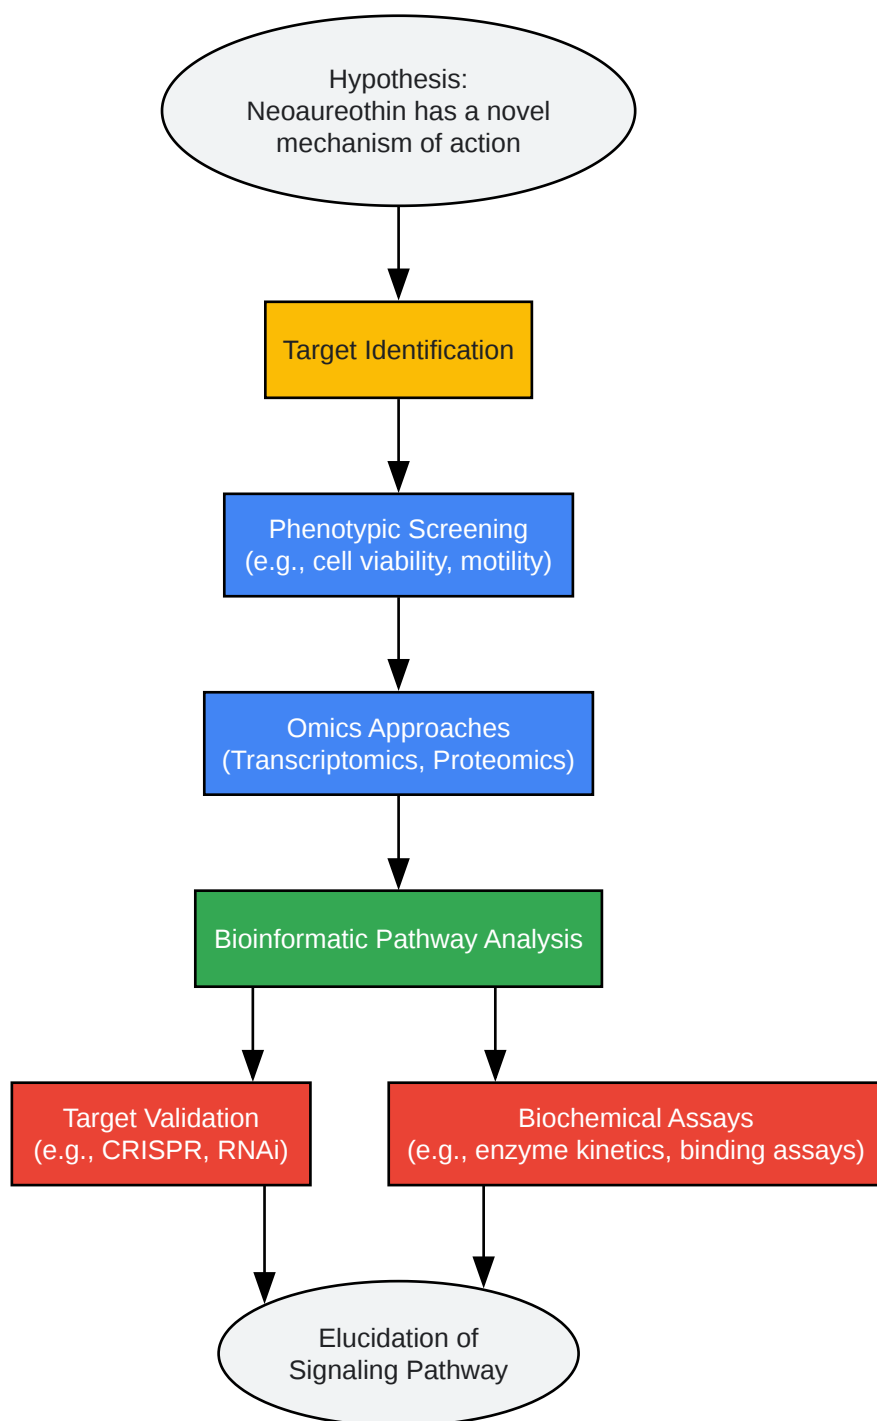 Hypothesis:
Neoaureothin has a novel
mechanism of action
Target Identification
Phenotypic Screening
(e.g., cell viability, motility)
Omics Approaches
(Transcriptomics, Proteomics)
Bioinformatic Pathway Analysis
Target Validation
(e.g., CRISPR, RNAi)
Biochemical Assays
(e.g., enzyme kinetics, binding assays)
Elucidation of
Signaling Pathway